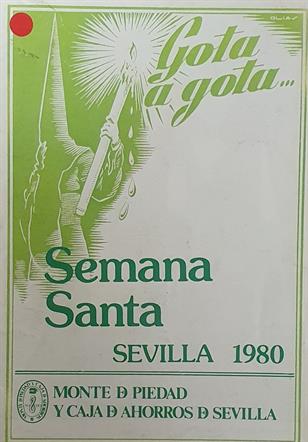 Gota
a gota...
Semana
Santa
SEVILLA 1980
MONTE D PIEDAD
Y CAJA D AHORROS D SEVILLA